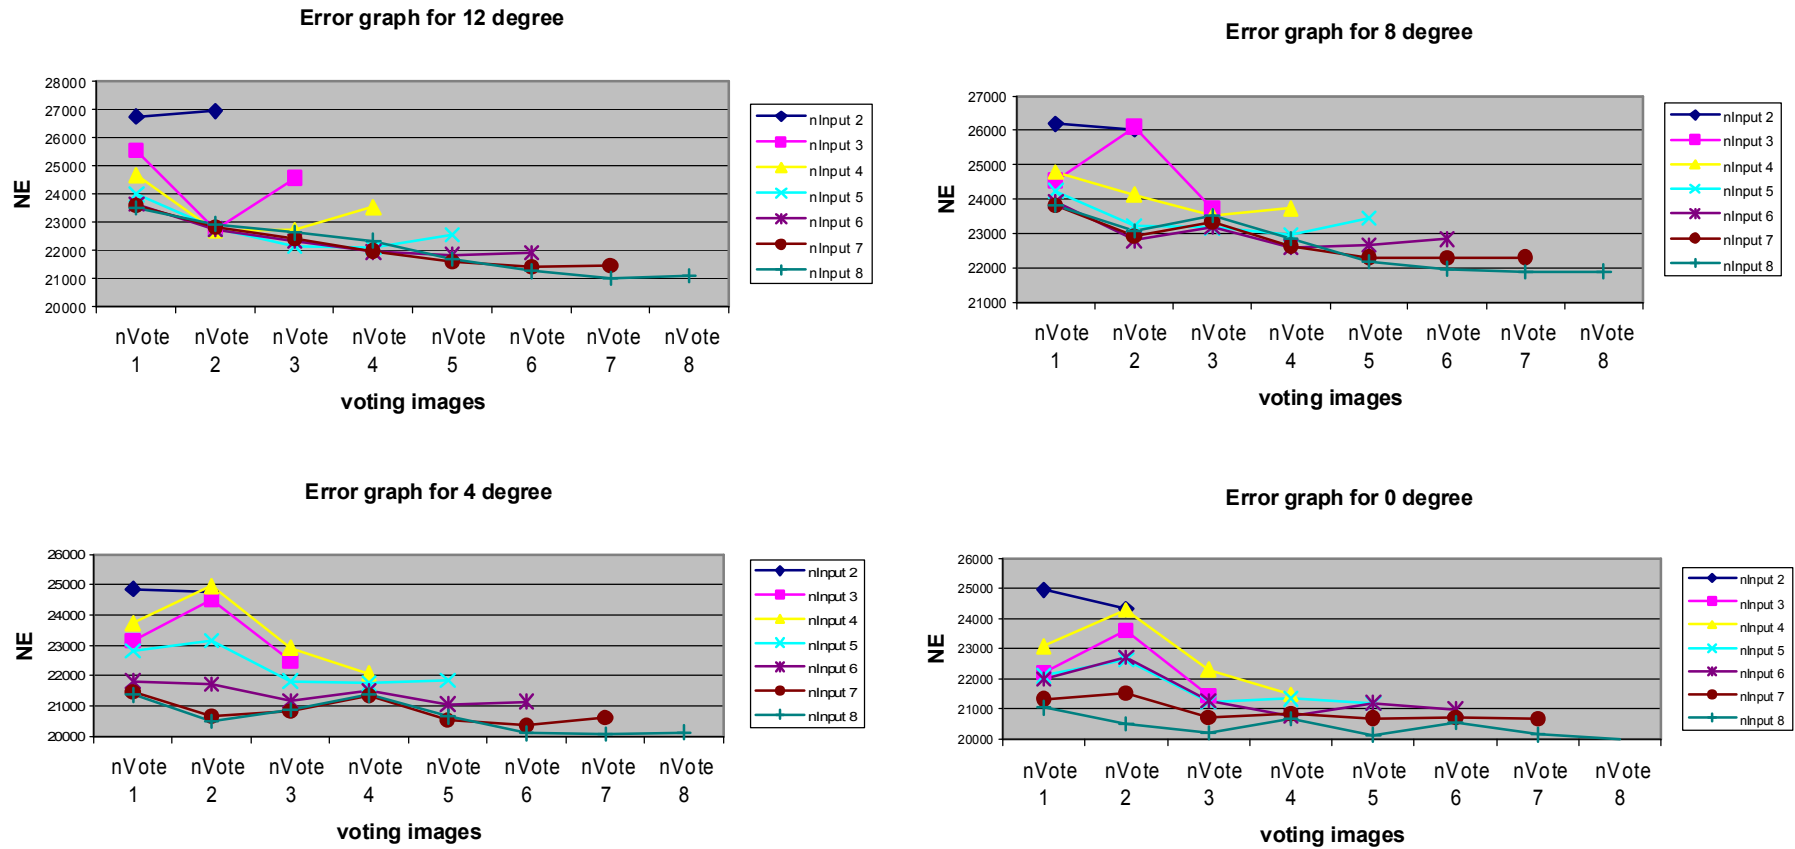 Error graph for 12 degree
28000
27000
26000
25000
24000
23000
22000
21000
20000
NE
nVote 1
nVote 2
nVote 3
nVote 4
nVote 5
nVote 6
nVote 7
nVote 8
voting images
nInput 2
nInput 3
nInput 4
nInput 5
nInput 6
nInput 7
nInput 8
Error graph for 8 degree
27000
26000
25000
24000
23000
22000
21000
NE
nVote 1
nVote 2
nVote 3
nVote 4
nVote 5
nVote 6
nVote 7
nVote 8
voting images
nInput 2
nInput 3
nInput 4
nInput 5
nInput 6
nInput 7
nInput 8
Error graph for 4 degree
26000
25000
24000
23000
22000
21000
20000
NE
nVote 1
nVote 2
nVote 3
nVote 4
nVote 5
nVote 6
nVote 7
nVote 8
voting images
nInput 2
nInput 3
nInput 4
nInput 5
nInput 6
nInput 7
nInput 8
Error graph for 0 degree
26000
25000
24000
23000
22000
21000
20000
NE
nVote 1
nVote 2
nVote 3
nVote 4
nVote 5
nVote 6
nVote 7
nVote 8
voting images
nInput 2
nInput 3
nInput 4
nInput 5
nInput 6
nInput 7
nInput 8